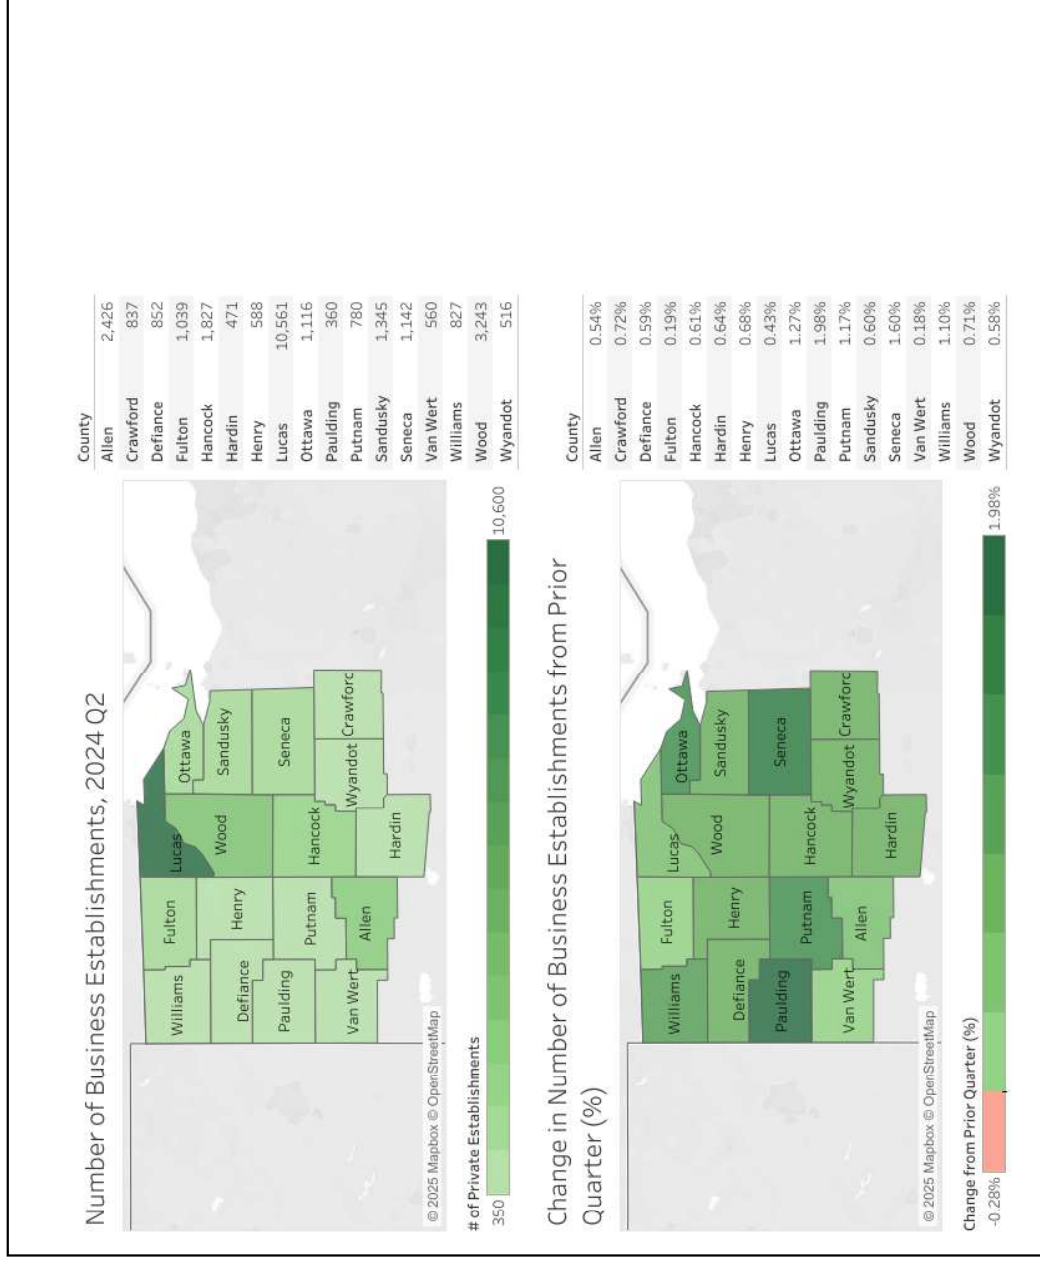 Number of Business Establishments, 2024 Q2
Williams
Fulton
Lucas
Ottawa
Defiance
Henry
Wood
Sandusky
Paulding
Putnam
Hancock
Seneca
Van Wert
Allen
Hardin
Wyandot
Crawforc
© 2025 Mapbox © OpenStreetMap
# of Private Establishments
350 10,600
County
Allen 2,426
Crawford 837
Defiance 852
Fulton 1,039
Hancock 1,827
Hardin 471
Henry 588
Lucas 10,561
Ottawa 1,116
Paulding 360
Putnam 780
Sandusky 1,345
Seneca 1,142
Van Wert 560
Williams 827
Wood 3,243
Wyandot 516
Change in Number of Business Establishments from Prior
Quarter (%)
Williams
Fulton
Lucas
Ottawa
Defiance
Henry
Wood
Sandusky
Paulding
Putnam
Hancock
Seneca
Van Wert
Allen
Hardin
Wyandot
Crawforc
© 2025 Mapbox © OpenStreetMap
Change from Prior Quarter (%)
-0.28% 1.98%
County
Allen 0.54%
Crawford 0.72%
Defiance 0.59%
Fulton 0.19%
Hancock 0.61%
Hardin 0.64%
Henry 0.68%
Lucas 0.43%
Ottawa 1.27%
Paulding 1.98%
Putnam 1.17%
Sandusky 0.60%
Seneca 1.60%
Van Wert 0.18%
Williams 1.10%
Wood 0.71%
Wyandot 0.58%